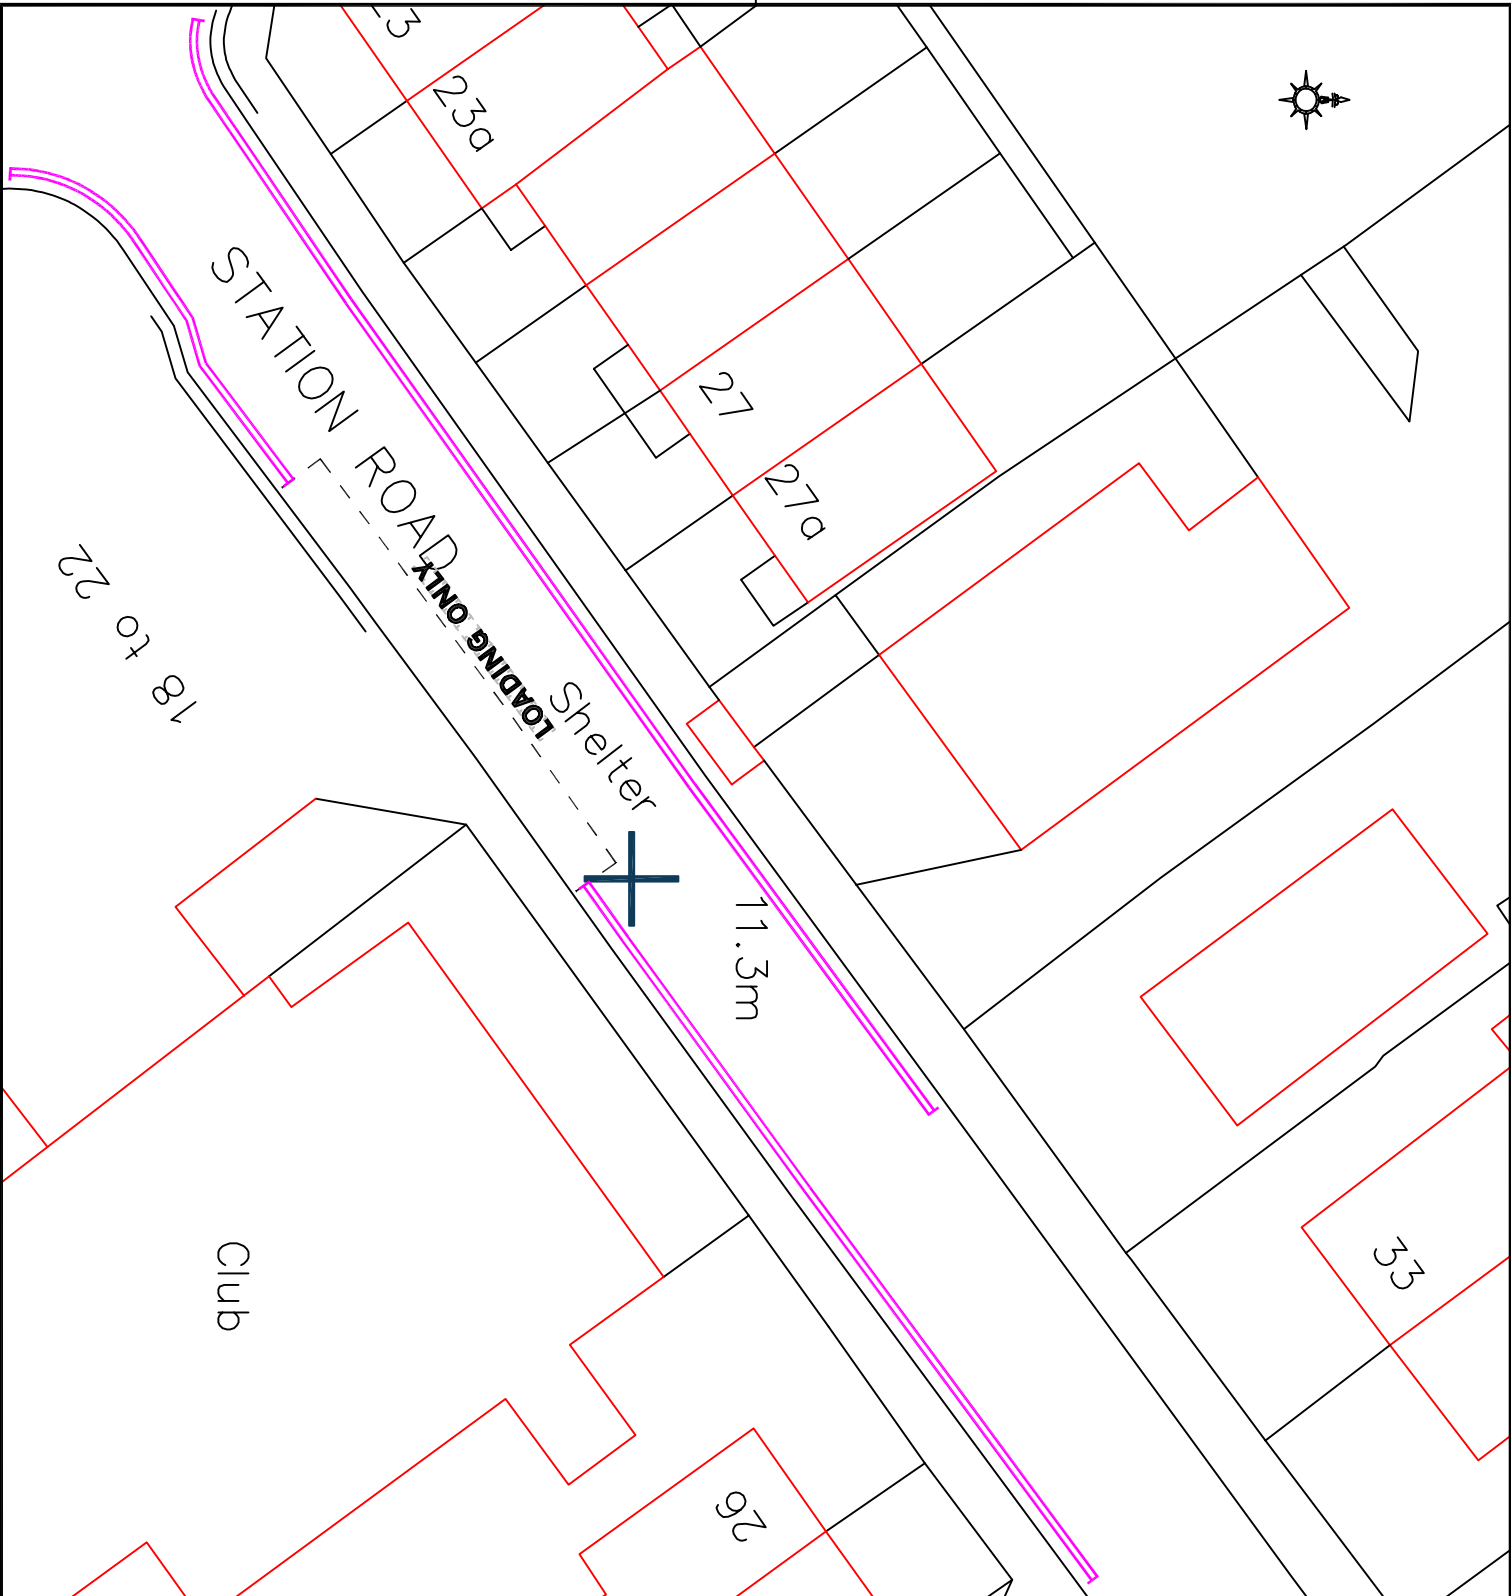 23
23a
STATION ROAD
27
27a
18 to 22
LOADING ONLY
Shelter
11.3m
Club
33
26